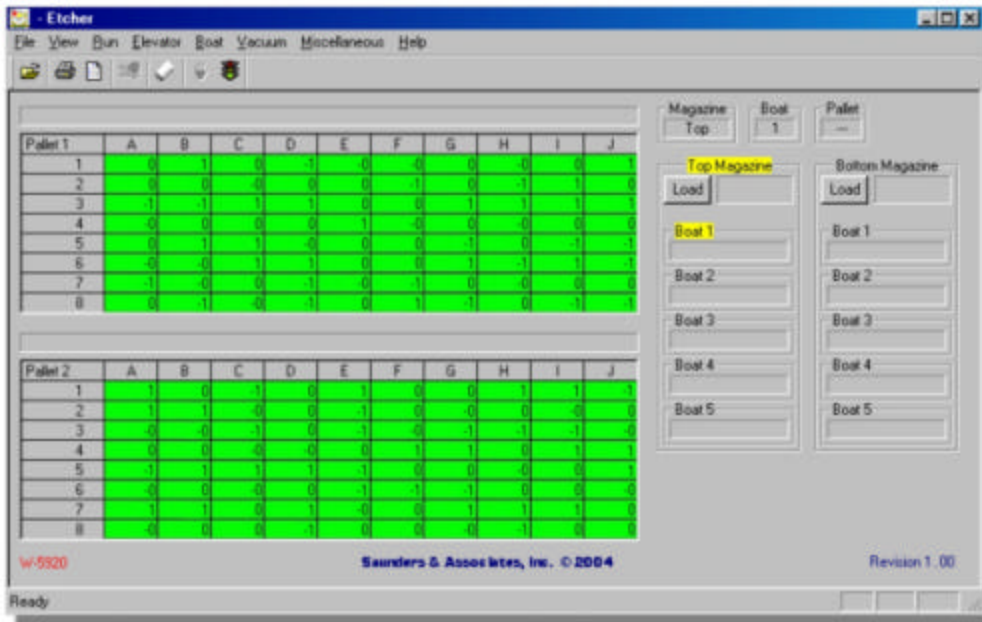 - Etcher
File View Run Elevator Boat Vacuum Miscellaneous Help
Magazine Boat Pallet
Top 1 ---
Pallet 1 A B C D E F G H I J
1 0 1 0 -1 -0 -0 0 -0 0 1
2 0 0 -0 0 0 -1 0 -1 1 0
3 -1 -1 1 1 0 0 1 1 1 1
4 -0 0 0 0 1 -0 0 0 0 0
5 0 1 1 -0 0 0 -1 0 -1 -1
6 -0 -0 1 1 0 0 1 0 1 -1
7 -1 -0 0 -1 -0 -1 0 -1 0 0
8 0 -1 -0 -1 0 1 -1 0 -1 -1
Top Magazine Bottom Magazine
Load Load
Boat 1 Boat 1
Boat 2 Boat 2
Boat 3 Boat 3
Boat 4 Boat 4
Boat 5 Boat 5
Pallet 2 A B C D E F G H I J
1 1 0 -1 0 1 0 0 1 1 -1
2 1 1 -0 0 -1 0 -0 0 -0 0
3 -0 -0 -1 0 -1 -0 -1 -1 -1 -0
4 0 0 -0 -0 0 1 1 0 1 1
5 -1 1 1 1 -1 0 0 -0 0 1
6 -0 0 -0 0 -1 -1 -1 0 0 -0
7 1 1 0 1 -0 0 1 1 1 0
8 -0 0 0 -1 0 0 -0 -1 0 0
W-5920 Saunders & Associates, Inc. © 2004 Revision 1.00
Ready